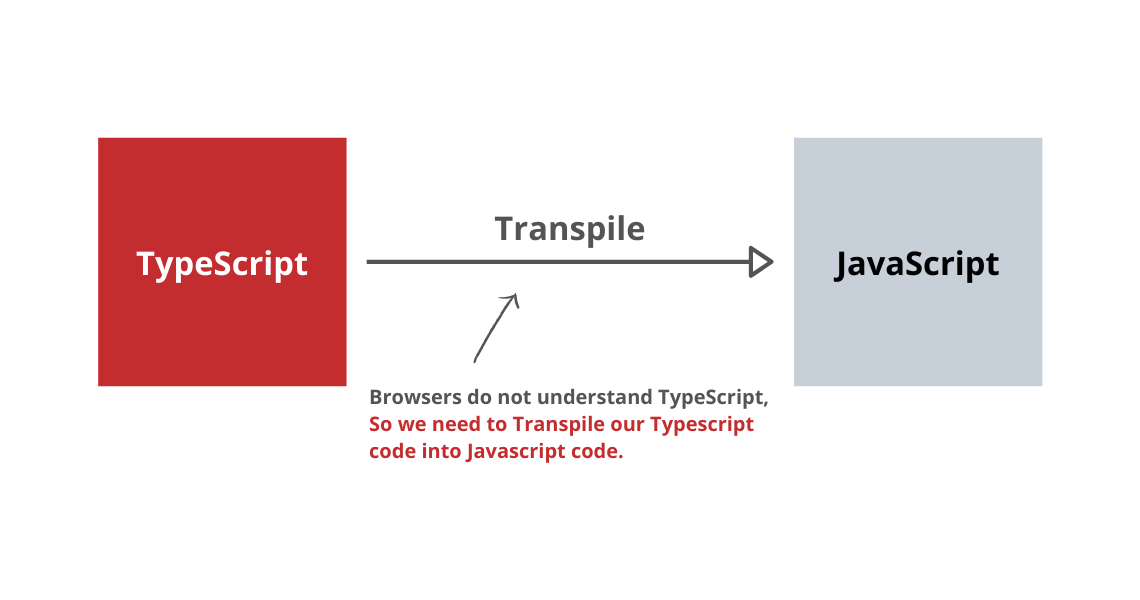 Transpile
TypeScript
JavaScript
Browsers do not understand TypeScript,
So we need to Transpile our Typescript
code into Javascript code.